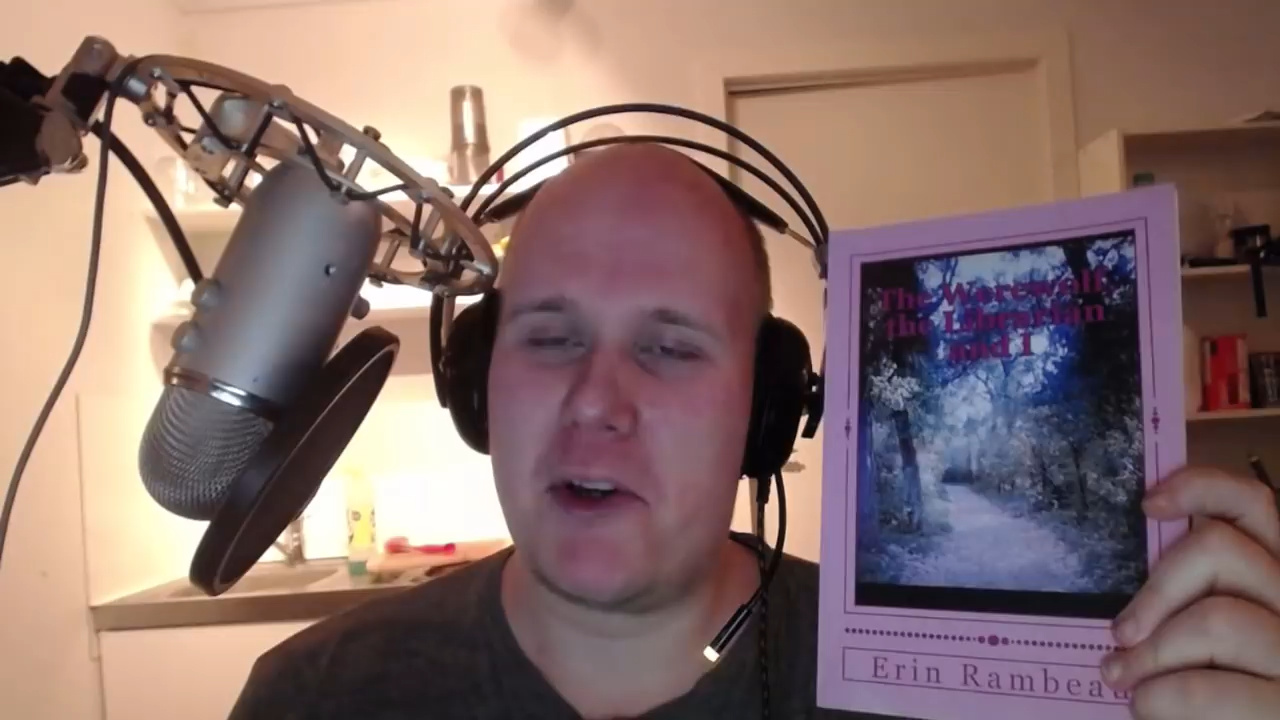 The Werewolf,
the Librarian
and I
Erin Rambeau